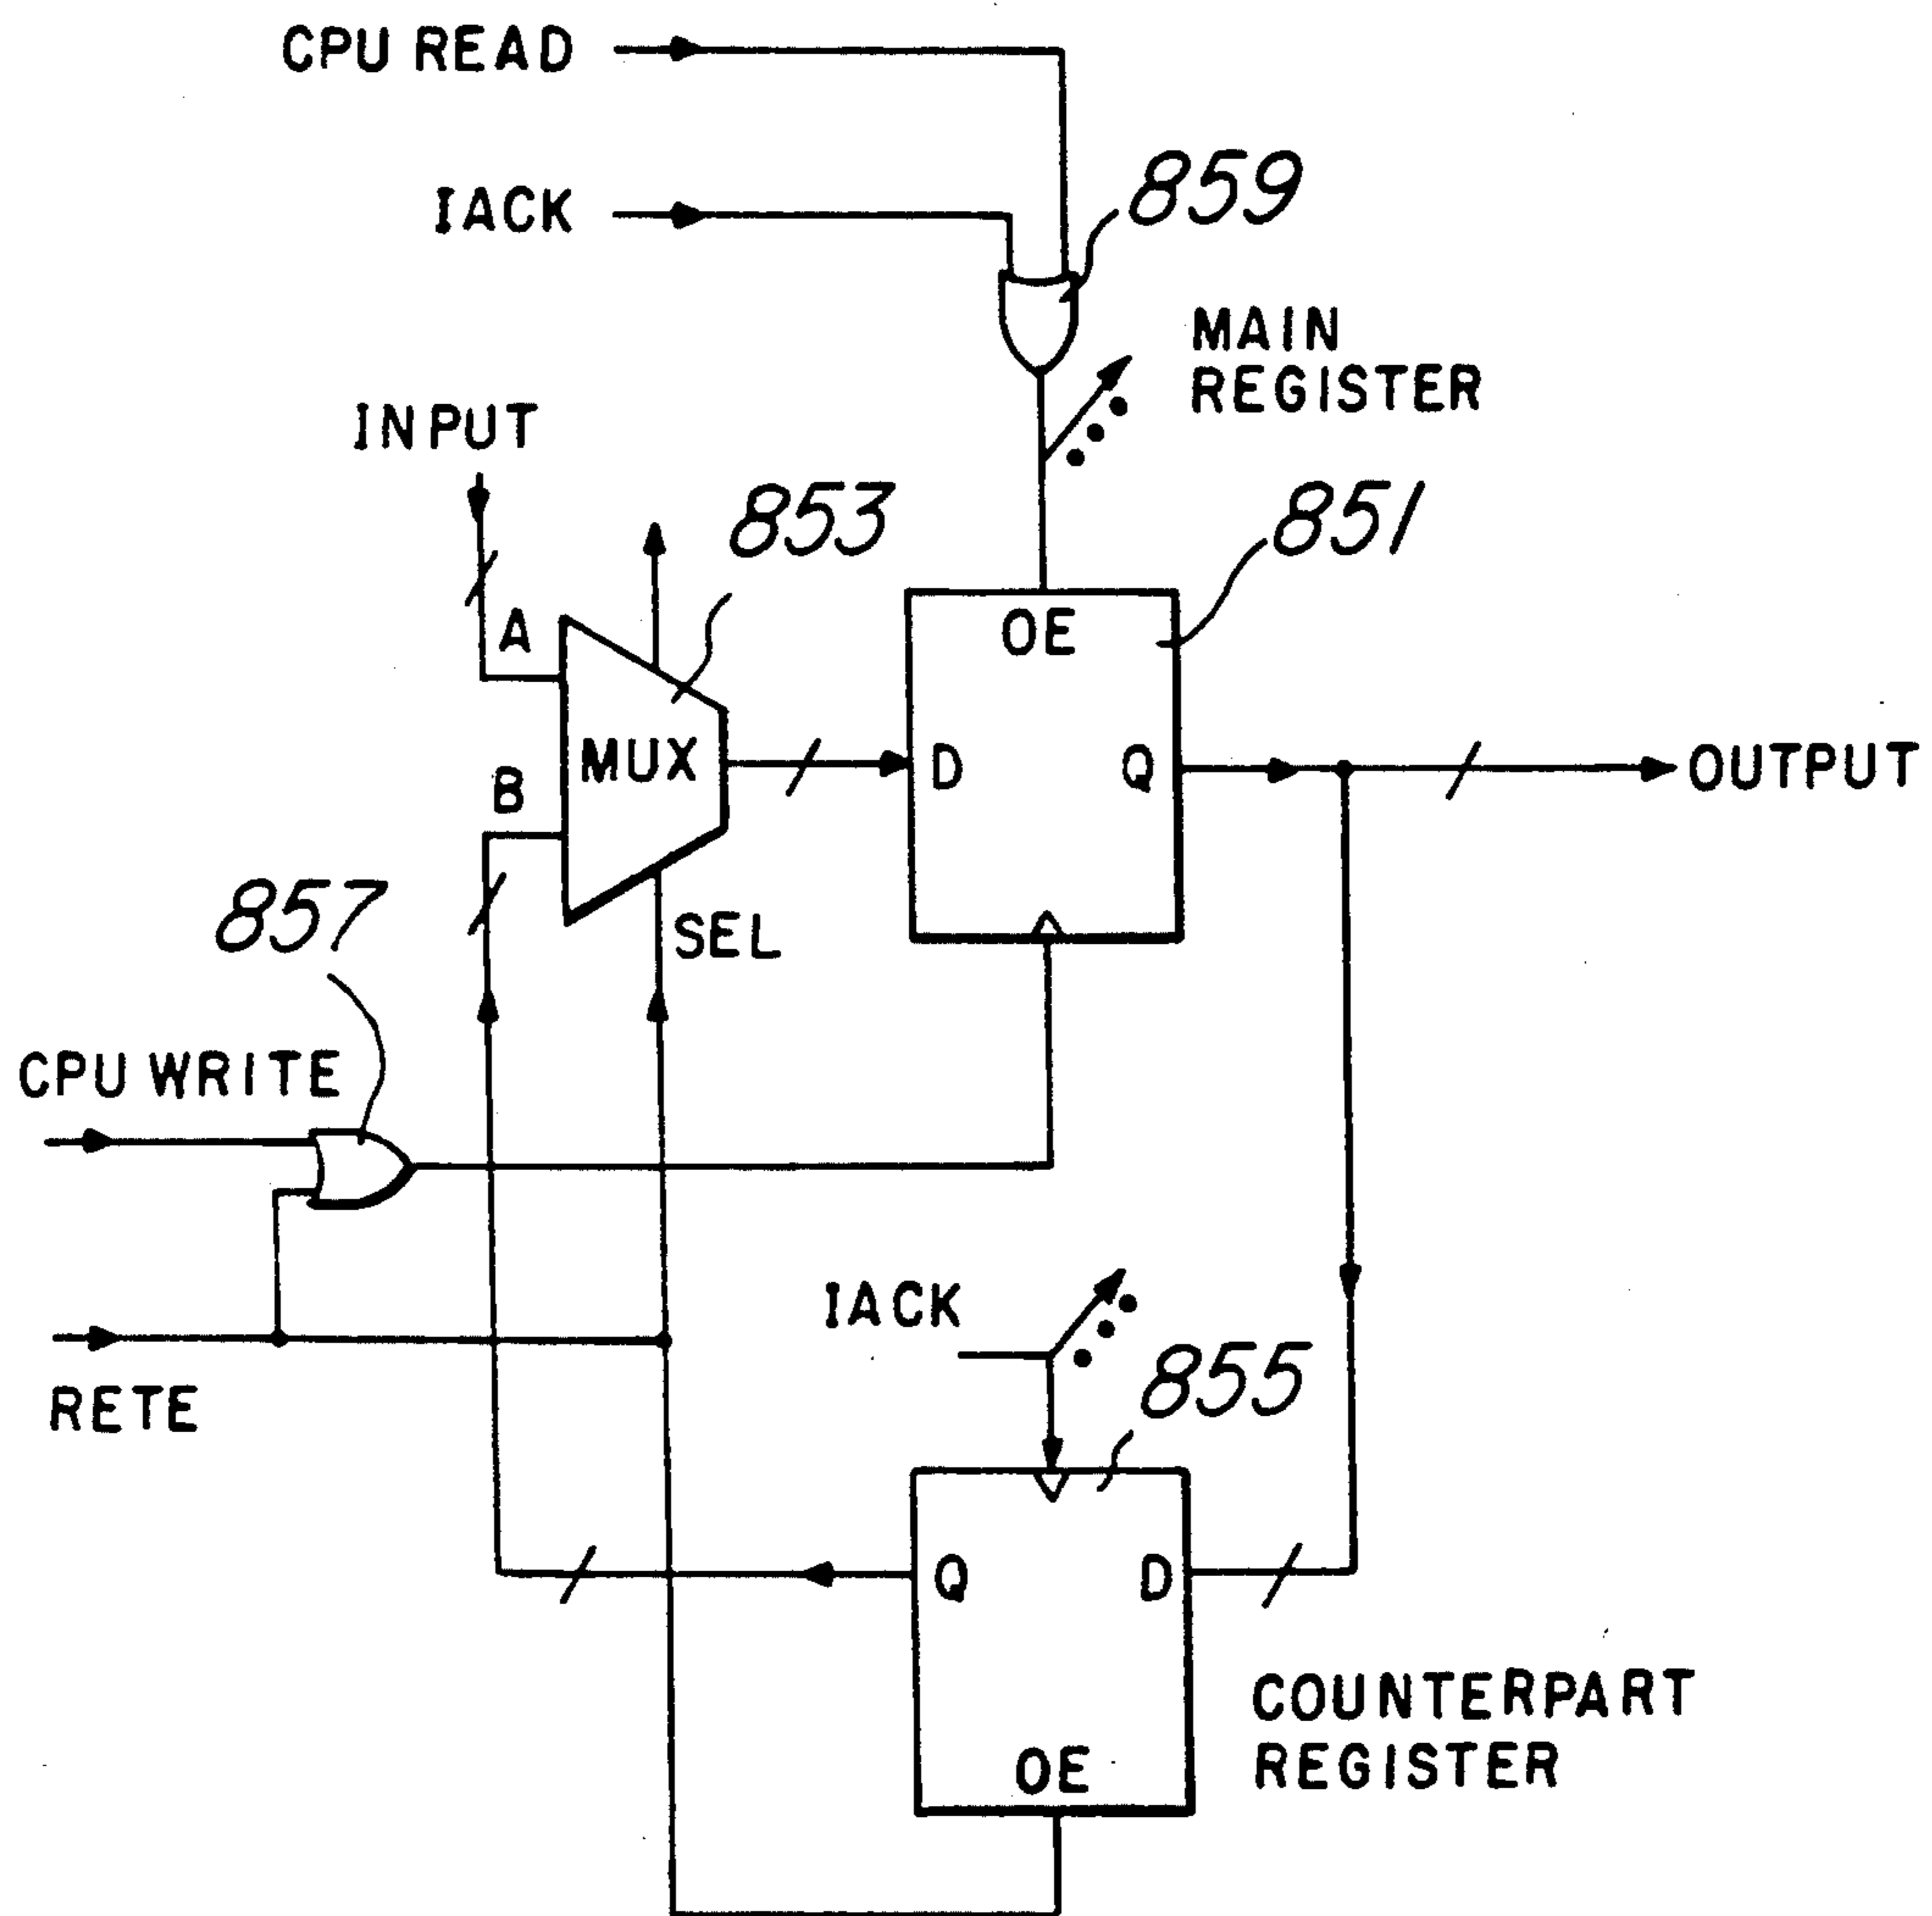 CPU READ
IACK
859
MAIN
REGISTER
INPUT
853
851
A
OE
MUX
D
Q
OUTPUT
B
857
SEL
CPU WRITE
IACK
855
RETE
Q
D
COUNTERPART
REGISTER
OE